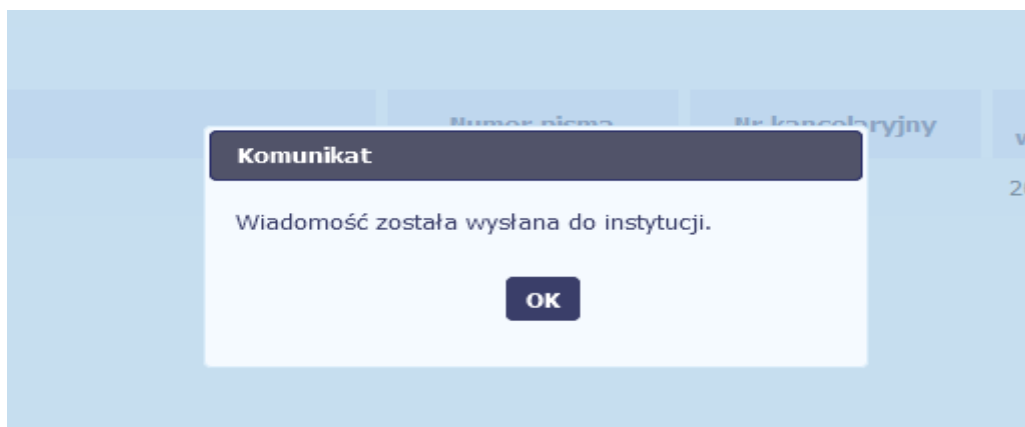 Numer pisma
Nr kancelaryjny
Komunikat
Wiadomość została wysłana do instytucji.
OK